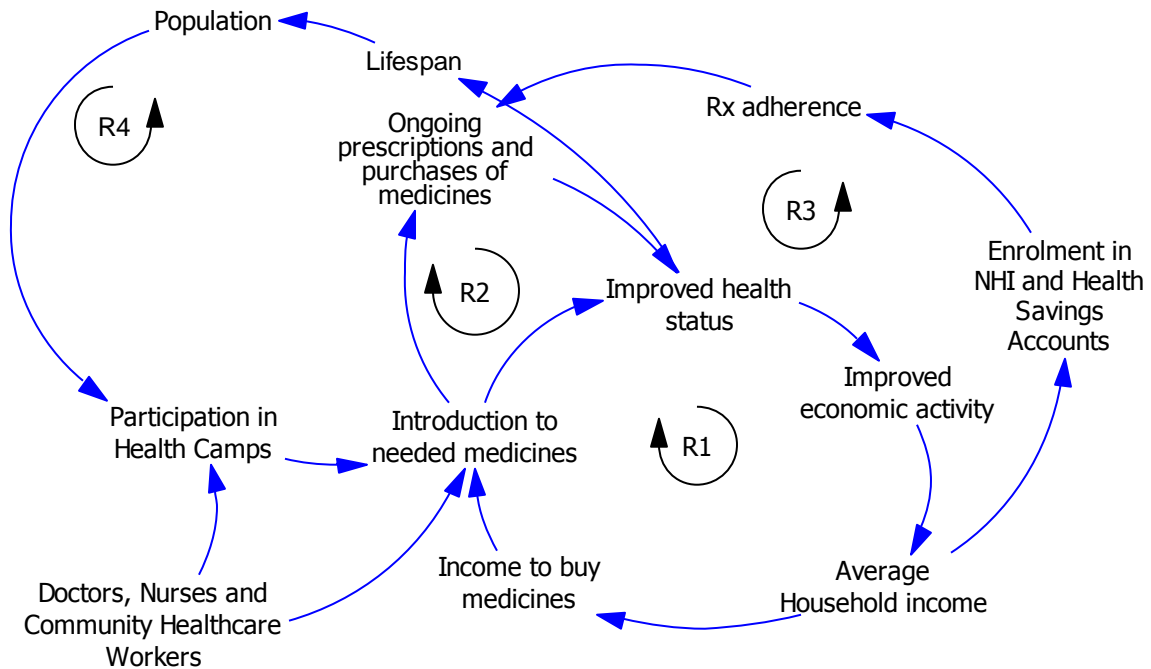 Population
Lifespan
R4
Rx adherence
Ongoing
prescriptions and
purchases of
medicines
R3
Enrolment in
NHI and Health
Savings
Accounts
R2
Improved health
status
Improved
economic activity
Participation in
Health Camps
Introduction to
needed medicines
R1
Income to buy
medicines
Average
Household income
Doctors, Nurses and
Community Healthcare
Workers